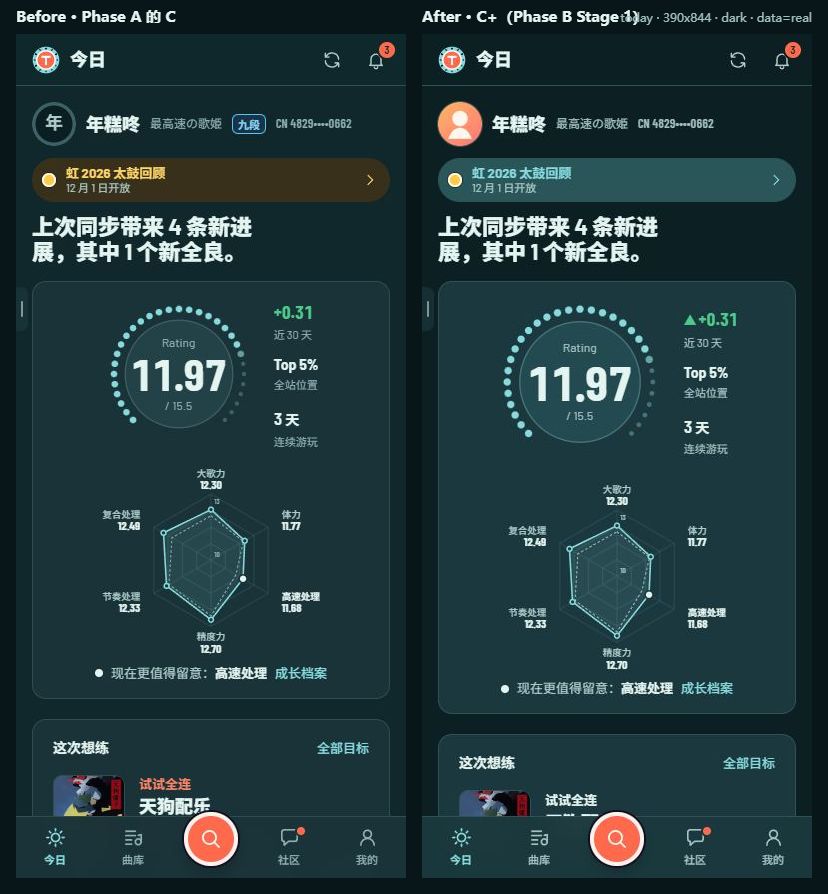 Before • Phase A 的 C
T 今日
3
年 年糕咚 最高速の歌姫 九段 CN 4829••••0662
虹 2026 太鼓回顾
12 月 1 日开放
上次同步带来 4 条新进
展，其中 1 个新全良。
Rating
11.97
/ 15.5
+0.31
近 30 天
Top 5%
全站位置
3 天
连续游玩
大歌力
12.30
13
复合处理
12.49
体力
11.77
10
节奏处理
12.33
高速处理
11.68
精度力
12.70
现在更值得留意：高速处理 成长档案
这次想练 全部目标
试试全连
天狗配乐
今日 曲库 社区 我的
After • C+（Phase B Stage 1）
today · 390x844 · dark · data=real
T 今日
3
年糕咚 最高速の歌姫 CN 4829••••0662
虹 2026 太鼓回顾
12 月 1 日开放
上次同步带来 4 条新进
展，其中 1 个新全良。
Rating
11.97
/ 15.5
▲+0.31
近 30 天
Top 5%
全站位置
3 天
连续游玩
大歌力
12.30
13
复合处理
12.49
体力
11.77
10
节奏处理
12.33
高速处理
11.68
精度力
12.70
现在更值得留意：高速处理 成长档案
这次想练 全部目标
试试全连
今日 曲库 社区 我的